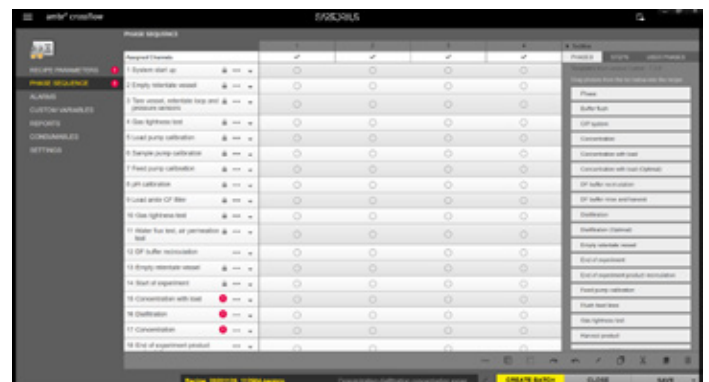 ambr® crossflow
SARTORIUS
PHASE SEQUENCE
1 2 3 4
Toolbox
Assigned Channels
PHASES STEPS USED PHASES
RECIPE PARAMETERS
PHASE SEQUENCE
ALARMS
CUSTOM VARIABLES
REPORTS
CONSUMABLES
SETTINGS
1 System start up
2 Empty retentate vessel
3 Tare vessel, retentate loop and
pressure sensors
4 Gas tightness test
5 Load pump calibration
6 Sample pump calibration
7 Feed pump calibration
8 pH calibration
9 Load ambr CF filter
10 Gas tightness test
11 Water flux test, air permeation
test
12 DF buffer recirculation
13 Empty retentate vessel
14 Start of experiment
15 Concentration with load
16 Diafiltration
17 Concentration
18 End of experiment product
Phase
Buffer flush
CIP system
Concentration
Concentration with load
Concentration with load (Optimal)
DF buffer recirculation
DF buffer rinse and harvest
Diafiltration
Diafiltration (Optimal)
Empty retentate vessel
End of experiment
End of experiment product recirculation
Feed pump calibration
Flush feed lines
Gas tightness test
Harvest product
CREATE BATCH
CLOSE
SAVE